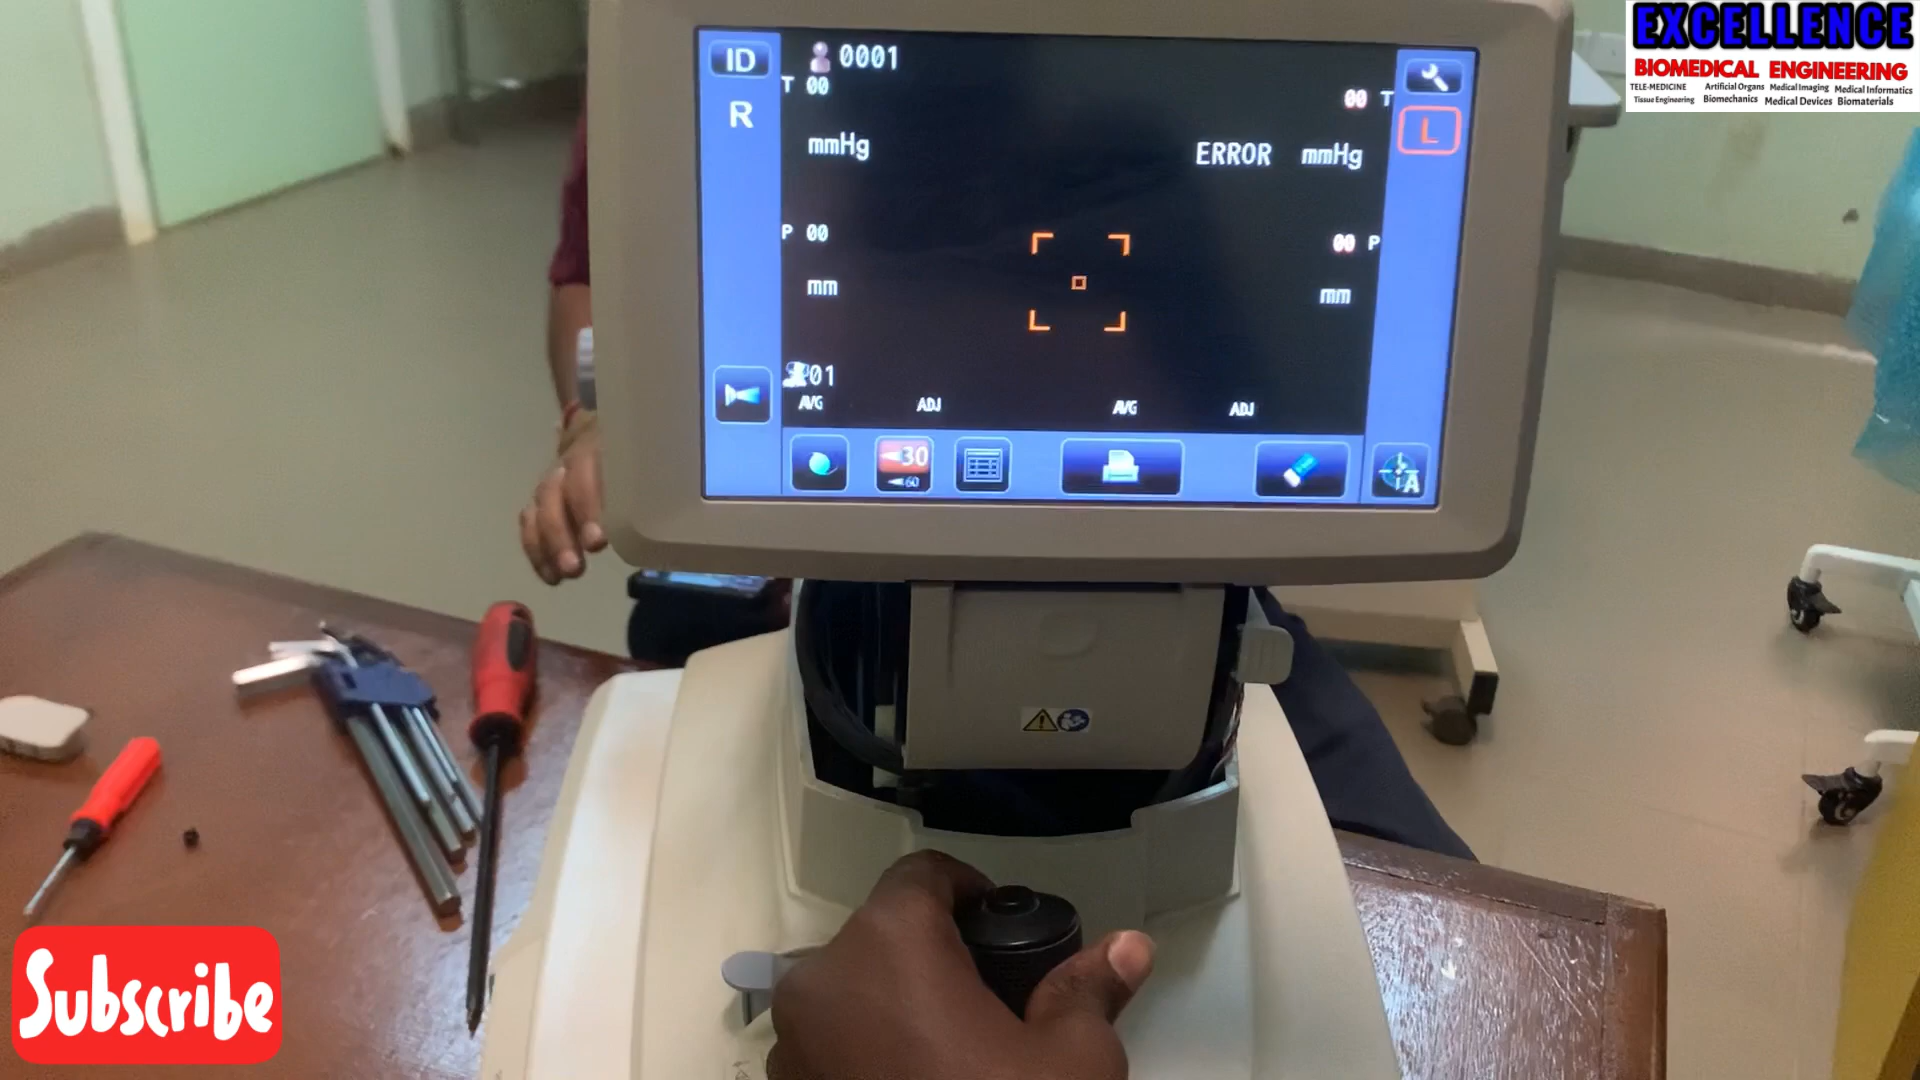 EXCELLENCE
BIOMEDICAL ENGINEERING
TELE-MEDICINE Artificial Organs Medical Imaging Medical Informatics
Tissue Engineering Biomechanics Medical Devices Biomaterials
ID 0001
T 00 00 T
R L
mmHg ERROR mmHg
P 00 00 P
mm mm
01
AVG ADJ AVG ADJ
30
60
A
Subscribe